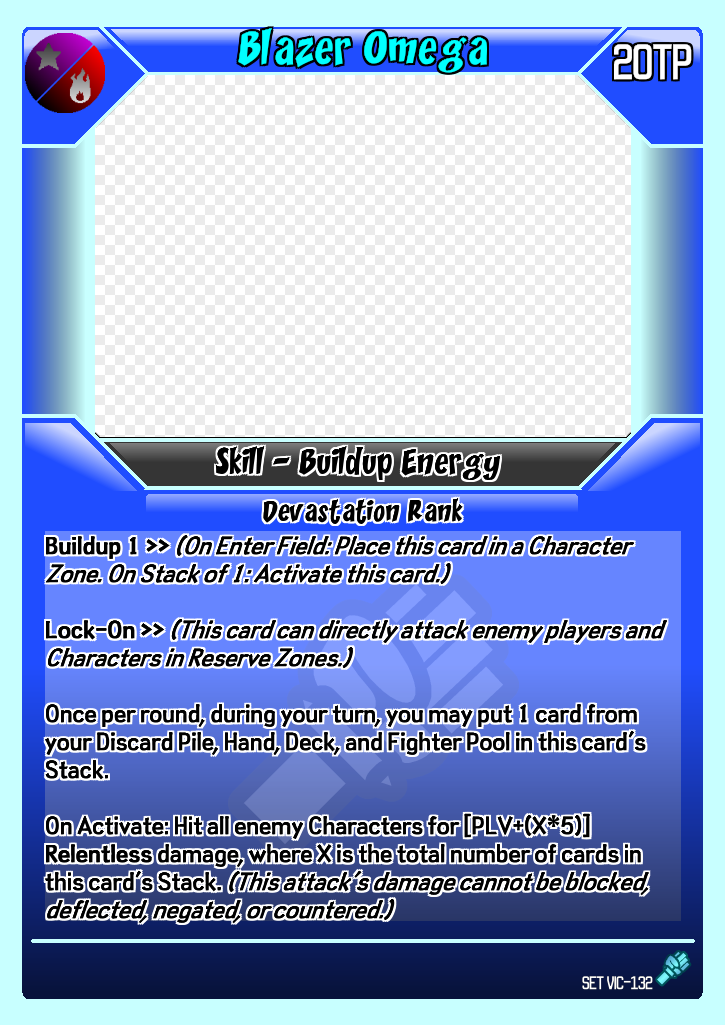 Blazer Omega
20TP
Skill - Buildup Energy
Devastation Rank
Buildup 1 >> (On Enter Field: Place this card in a Character
Zone. On Stack of 1: Activate this card.)
Lock-On >> (This card can directly attack enemy players and
Characters in Reserve Zones.)
Once per round, during your turn, you may put 1 card from
your Discard Pile, Hand, Deck, and Fighter Pool in this card's
Stack.
On Activate: Hit all enemy Characters for [PLV+(X*5)]
Relentless damage, where X is the total number of cards in
this card's Stack. (This attack's damage cannot be blocked,
deflected, negated, or countered.)
SET VIC-132